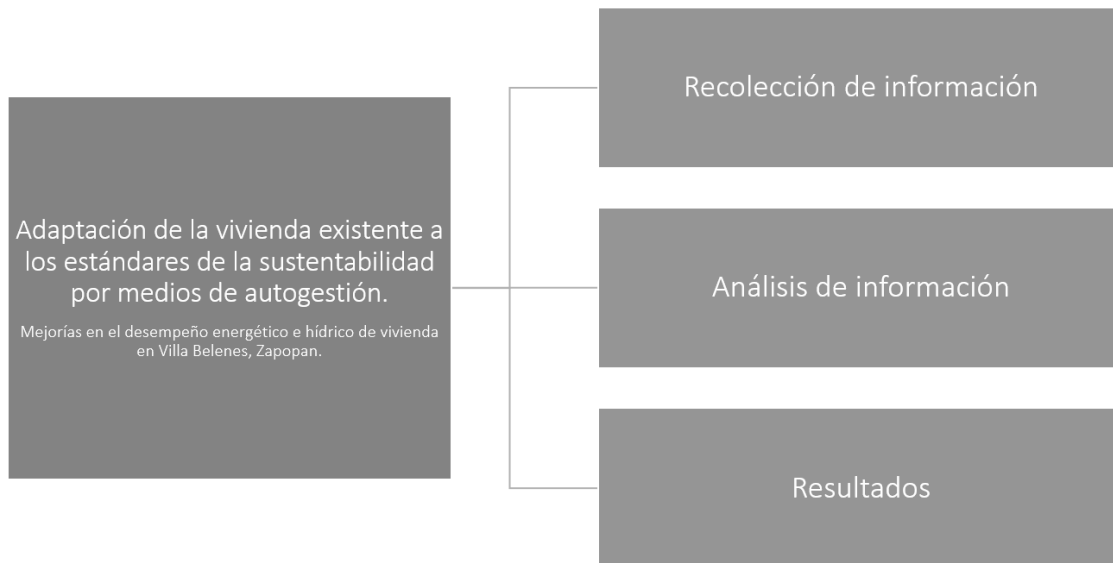 Adaptación de la vivienda existente a
los estándares de la sustentabilidad
por medios de autogestión.
Mejorías en el desempeño energético e hídrico de vivienda
en Villa Belenes, Zapopan.
Recolección de información
Análisis de información
Resultados